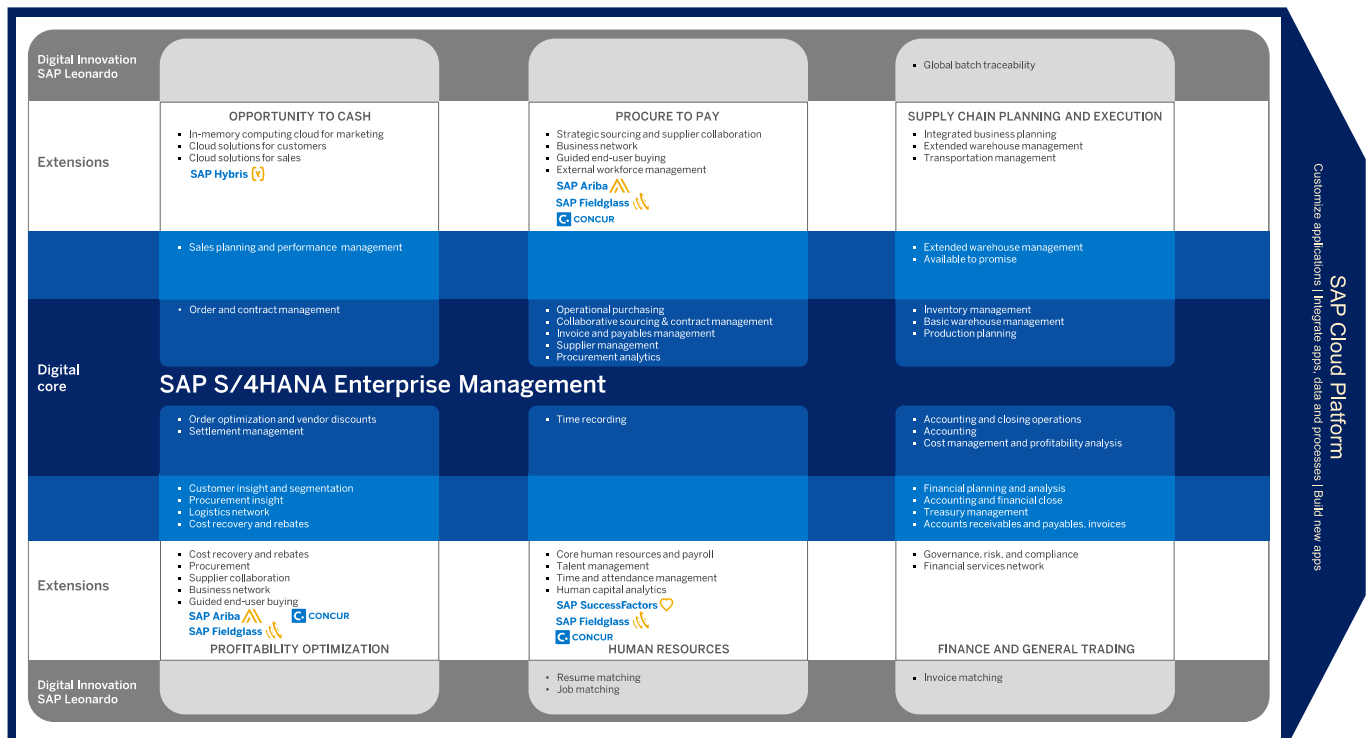 Digital Innovation
SAP Leonardo
Global batch traceability
Extensions
OPPORTUNITY TO CASH
In-memory computing cloud for marketing
Cloud solutions for customers
Cloud solutions for sales
SAP Hybris
PROCURE TO PAY
Strategic sourcing and supplier collaboration
Business network
Guided end-user buying
External workforce management
SAP Ariba
SAP Fieldglass
C. CONCUR
SUPPLY CHAIN PLANNING AND EXECUTION
Integrated business planning
Extended warehouse management
Transportation management
Sales planning and performance management
Extended warehouse management
Available to promise
Digital
core
Order and contract management
Operational purchasing
Collaborative sourcing & contract management
Invoice and payables management
Supplier management
Procurement analytics
Inventory management
Basic warehouse management
Production planning
SAP S/4HANA Enterprise Management
Order optimization and vendor discounts
Settlement management
Time recording
Accounting and closing operations
Accounting
Cost management and profitability analysis
Customer insight and segmentation
Procurement insight
Logistics network
Cost recovery and rebates
Financial planning and analysis
Accounting and financial close
Treasury management
Accounts receivables and payables, invoices
Extensions
Cost recovery and rebates
Procurement
Supplier collaboration
Business network
Guided end-user buying
SAP Ariba
C. CONCUR
SAP Fieldglass
PROFITABILITY OPTIMIZATION
Core human resources and payroll
Talent management
Time and attendance management
Human capital analytics
SAP SuccessFactors
SAP Fieldglass
C. CONCUR
HUMAN RESOURCES
Governance, risk, and compliance
Financial services network
FINANCE AND GENERAL TRADING
Digital Innovation
SAP Leonardo
Resume matching
Job matching
Invoice matching
SAP Cloud Platform
Customize applications | Integrate apps, data and processes | Build new apps